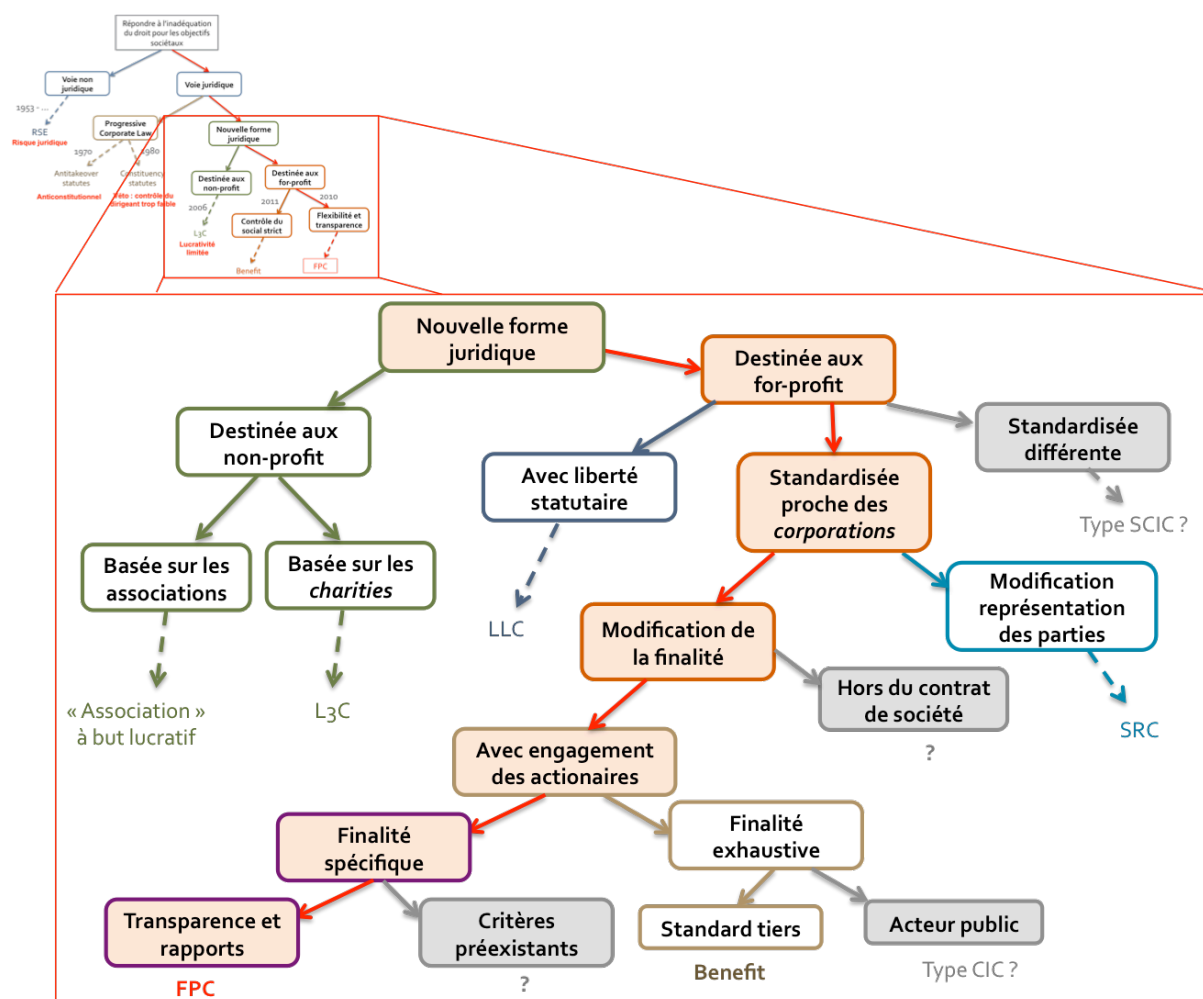 Répondre à l'inadéquation
du droit pour les objectifs
sociétaux
Voie non
juridique
Voie juridique
1953 - ...
RSE
Risque juridique
Progressive
Corporate Law
1970
1980
Antitakeover
statutes
Anticonstitutionnel
Constituency
statutes
Véto : contrôle du
dirigeant trop faible
Nouvelle forme
juridique
Destinée aux
non-profit
Destinée aux
for-profit
2006
2011
2010
L3C
Lucrativité
limitée
Contrôle du
social strict
Flexibilité et
transparence
Benefit
FPC
Nouvelle forme
juridique
Destinée aux
for-profit
Destinée aux
non-profit
Avec liberté
statutaire
Standardisée
proche des
corporations
Standardisée
différente
Type SCIC ?
Basée sur les
associations
Basée sur les
charities
LLC
Modification
représentation
des parties
Modification de
la finalité
« Association »
à but lucratif
L3C
Hors du contrat
de société
?
SRC
Avec engagement
des actionaires
Finalité
spécifique
Finalité
exhaustive
Transparence et
rapports
FPC
Critères
préexistants
?
Standard tiers
Benefit
Acteur public
Type CIC ?